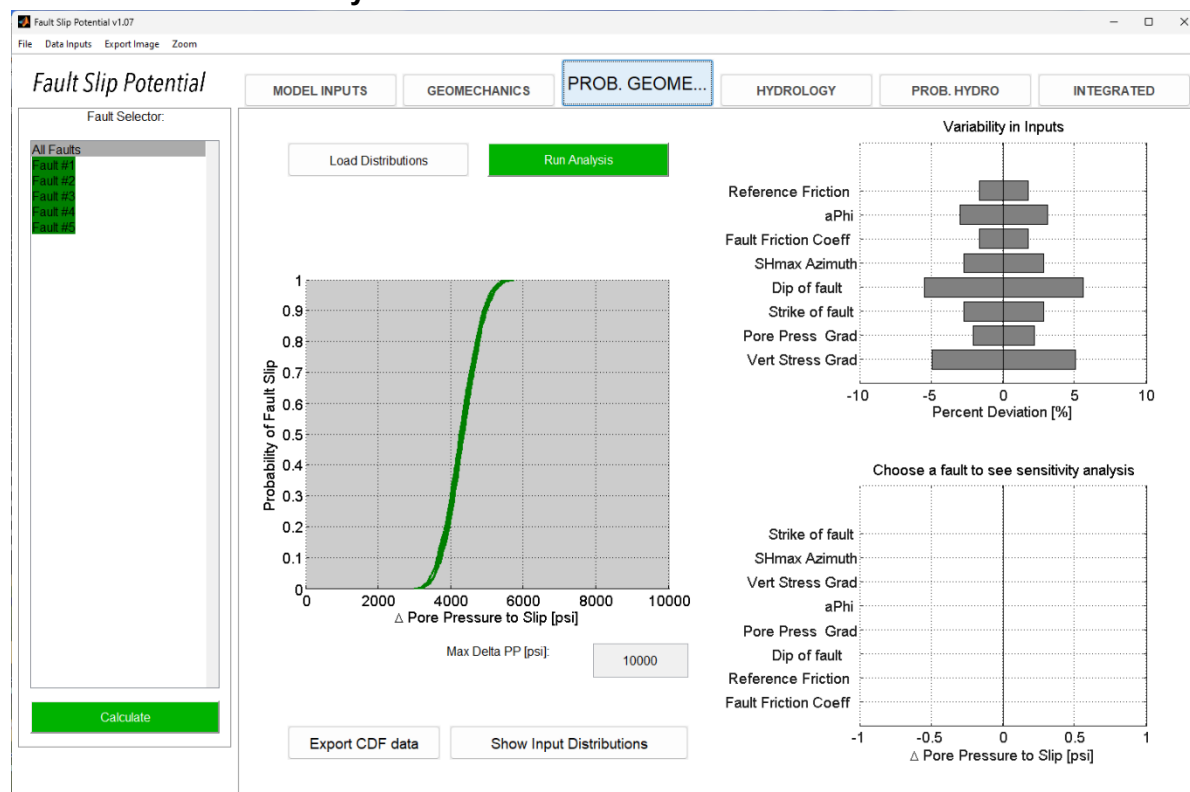 y
Fault Slip Potential v1.07
File Data Inputs Export Image Zoom
Fault Slip Potential
MODEL INPUTS GEOMECHANICS PROB. GEOME... HYDROLOGY PROB. HYDRO INTEGRATED
Fault Selector:
All Faults
Fault #1
Fault #2
Fault #3
Fault #4
Fault #5
Calculate
Load Distributions Run Analysis
1
0.9
0.8
0.7
0.6
0.5
0.4
0.3
0.2
0.1
0
Probability of Fault Slip
0 2000 4000 6000 8000 10000
Δ Pore Pressure to Slip [psi]
Max Delta PP [psi]: 10000
Export CDF data Show Input Distributions
Variability in Inputs
Reference Friction
aPhi
Fault Friction Coeff
SHmax Azimuth
Dip of fault
Strike of fault
Pore Press Grad
Vert Stress Grad
-10 -5 0 5 10
Percent Deviation [%]
Choose a fault to see sensitivity analysis
Strike of fault
SHmax Azimuth
Vert Stress Grad
aPhi
Pore Press Grad
Dip of fault
Reference Friction
Fault Friction Coeff
-1 -0.5 0 0.5 1
Δ Pore Pressure to Slip [psi]